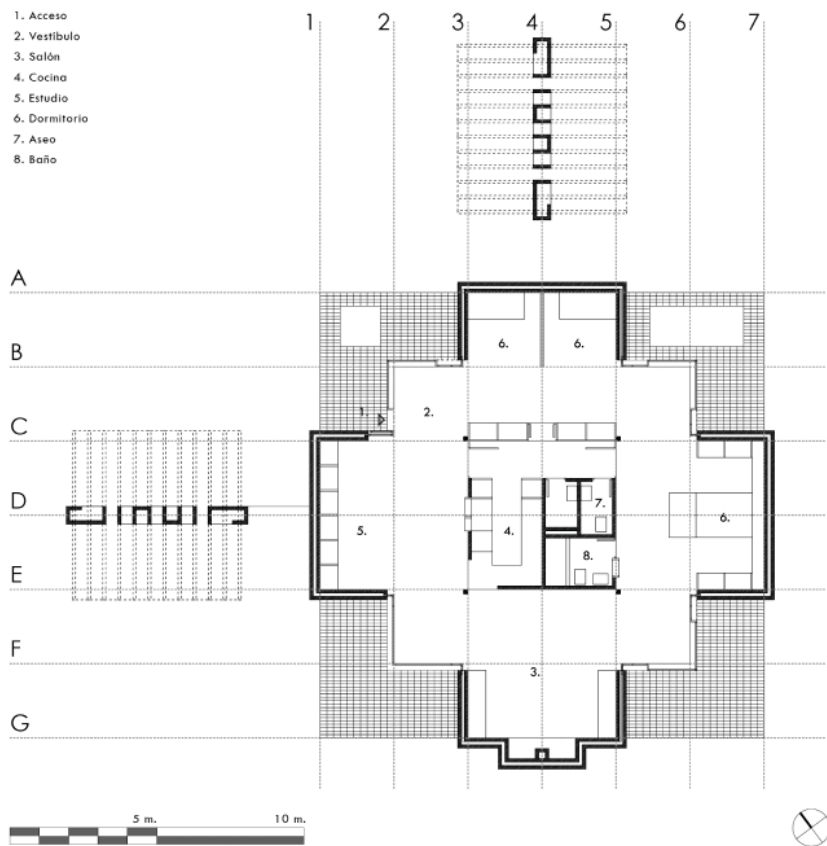 1. Acceso
2. Vestíbulo
3. Salón
4. Cocina
5. Estudio
6. Dormitorio
7. Aseo
8. Baño
1 2 3 4 5 6 7
A
B
6. 6.
1. 2.
C
D
7.
5. 4. 6.
8.
E
F
3.
G
5 m. 10 m.